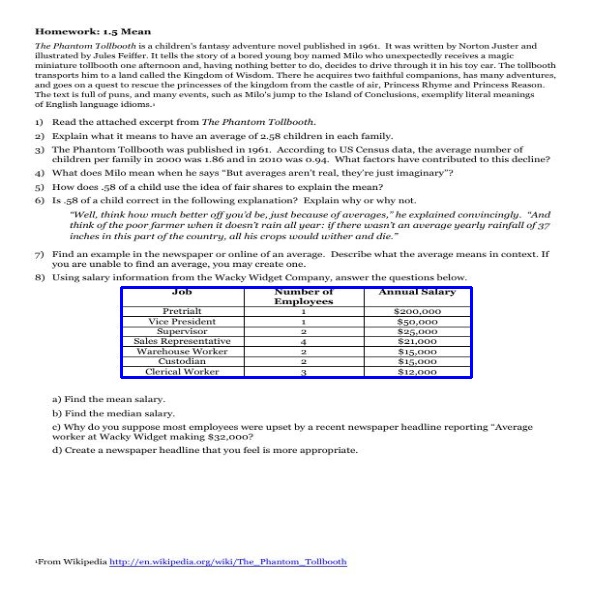 Homework: 1.5 Mean
The Phantom Tollbooth is a children's fantasy adventure novel published in 1961. It was written by Norton Juster and
illustrated by Jules Feiffer. It tells the story of a bored young boy named Milo who unexpectedly receives a magic
miniature tollbooth one afternoon and, having nothing better to do, decides to drive through it in his toy car. The tollbooth
transports him to a land called the Kingdom of Wisdom. There he acquires two faithful companions, has many adventures,
and goes on a quest to rescue the princesses of the kingdom from the castle of air, Princess Rhyme and Princess Reason.
The text is full of puns, and many events, such as Milo's jump to the Island of Conclusions, exemplify literal meanings
of English language idioms.¹
1) Read the attached excerpt from The Phantom Tollbooth.
2) Explain what it means to have an average of 2.58 children in each family.
3) The Phantom Tollbooth was published in 1961. According to US Census data, the average number of
children per family in 2000 was 1.86 and in 2010 was 0.94. What factors have contributed to this decline?
4) What does Milo mean when he says "But averages aren't real, they're just imaginary"?
5) How does .58 of a child use the idea of fair shares to explain the mean?
6) Is .58 of a child correct in the following explanation? Explain why or why not.
"Well, think how much better off you'd be, just because of averages," he explained convincingly. "And
think of the poor farmer when it doesn't rain all year: if there wasn't an average yearly rainfall of 37
inches in this part of the country, all his crops would wither and die."
7) Find an example in the newspaper or online of an average. Describe what the average means in context. If
you are unable to find an average, you may create one.
8) Using salary information from the Wacky Widget Company, answer the questions below.
Job Number of Employees Annual Salary
Pretrialt 1 $200,000
Vice President 1 $50,000
Supervisor 2 $25,000
Sales Representative 4 $21,000
Warehouse Worker 2 $15,000
Custodian 2 $15,000
Clerical Worker 3 $12,000
a) Find the mean salary.
b) Find the median salary.
c) Why do you suppose most employees were upset by a recent newspaper headline reporting "Average
worker at Wacky Widget making $32,000?
d) Create a newspaper headline that you feel is more appropriate.
¹From Wikipedia http://en.wikipedia.org/wiki/The_Phantom_Tollbooth